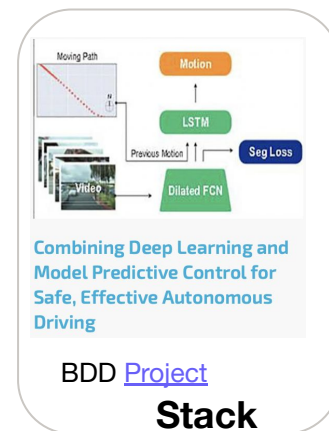 Moving Path
Motion
LSTM
Previous Motion
Seg Loss
Video
Dilated FCN
Combining Deep Learning and
Model Predictive Control for
Safe, Effective Autonomous
Driving
BDD Project
Stack